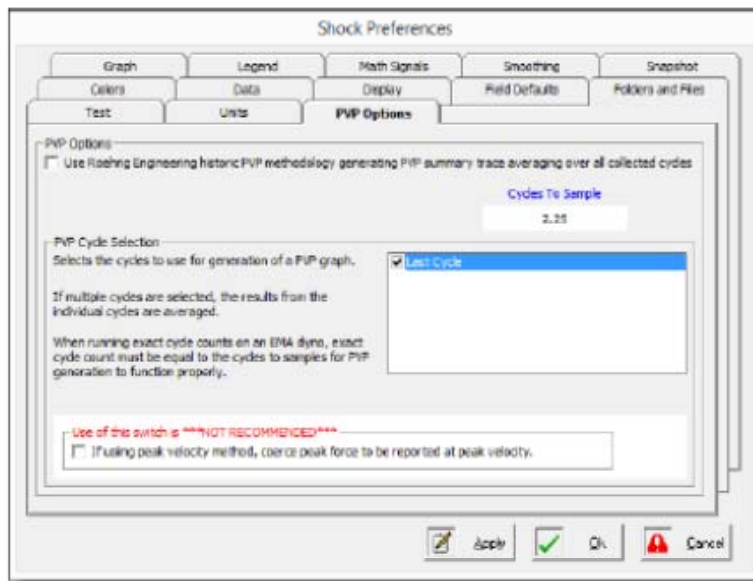 Shock Preferences
Graph Legend Math Signals Smoothing Snapshot
Colors Data Display Field Defaults Folders and Files
Test Units PVP Options
PVP Options
Use Roehrig Engineering historic PVP methodology generating PVP summary trace averaging over all collected cycles
Cycles To Sample
2.25
PVP Cycle Selection
Selects the cycles to use for generation of a PVP graph.
Last Cycle
If multiple cycles are selected, the results from the
individual cycles are averaged.
When running exact cycle counts on an EMA dyno, exact
cycle count must be equal to the cycles to samples for PVP
generation to function properly.
Use of this switch is ***NOT RECOMMENDED***
If using peak velocity method, coerce peak force to be reported at peak velocity.
Apply Ok Cancel